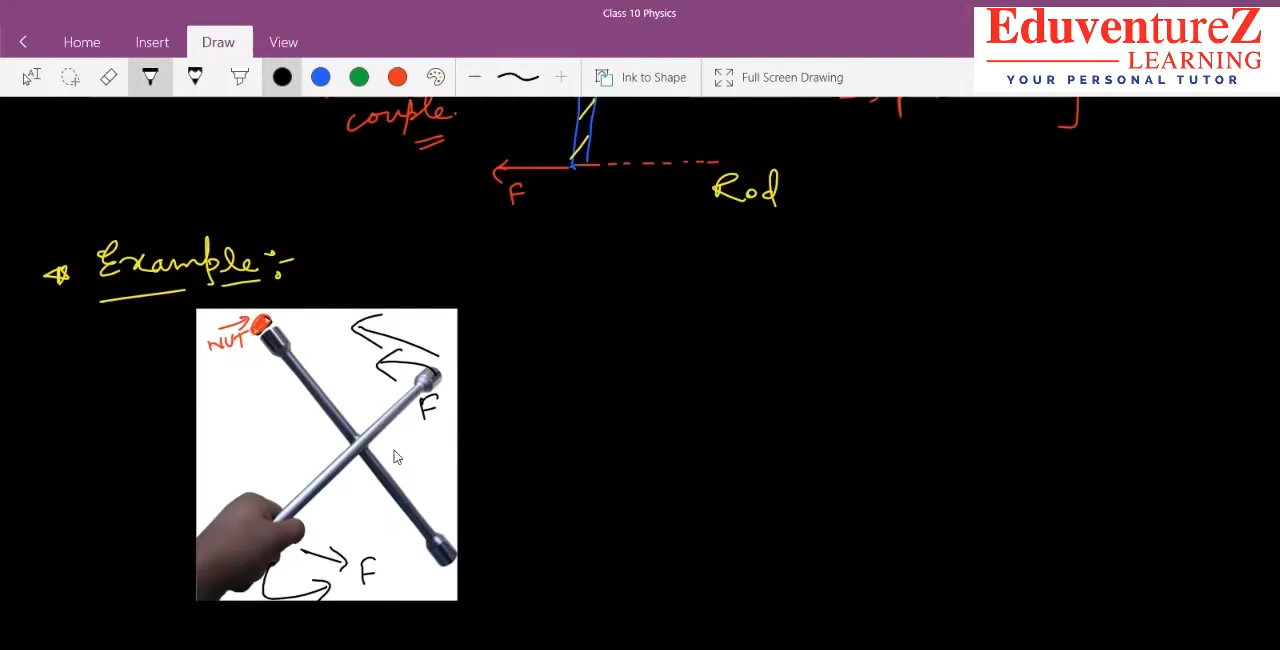 Class 10 Physics
EduventureZ
LEARNING
YOUR PERSONAL TUTOR
Home Insert Draw View
Ink to Shape Full Screen Drawing
couple.
F
Rod
Example :-
NUT
F
F